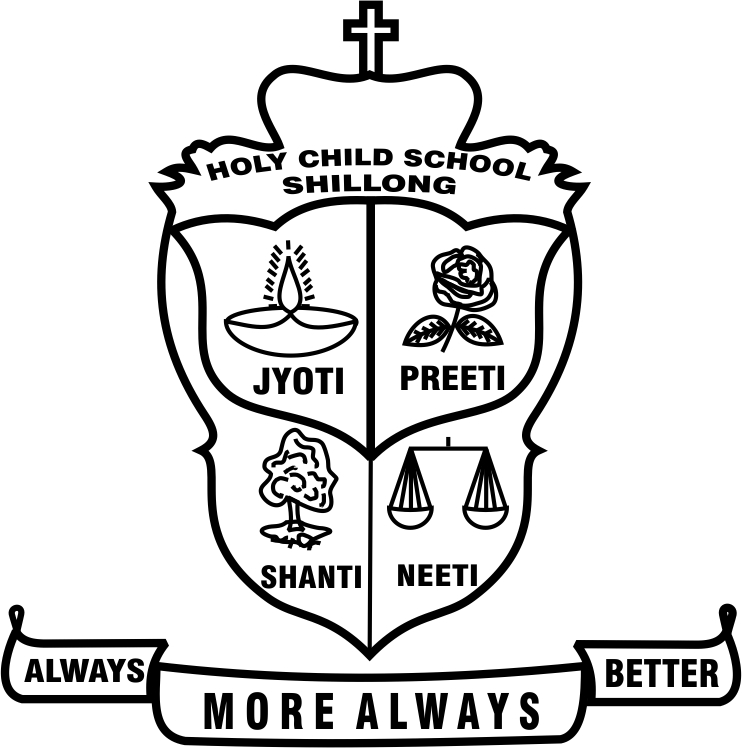 HOLY CHILD SCHOOL
SHILLONG
JYOTI
PREETI
SHANTI
NEETI
ALWAYS
MORE ALWAYS
BETTER